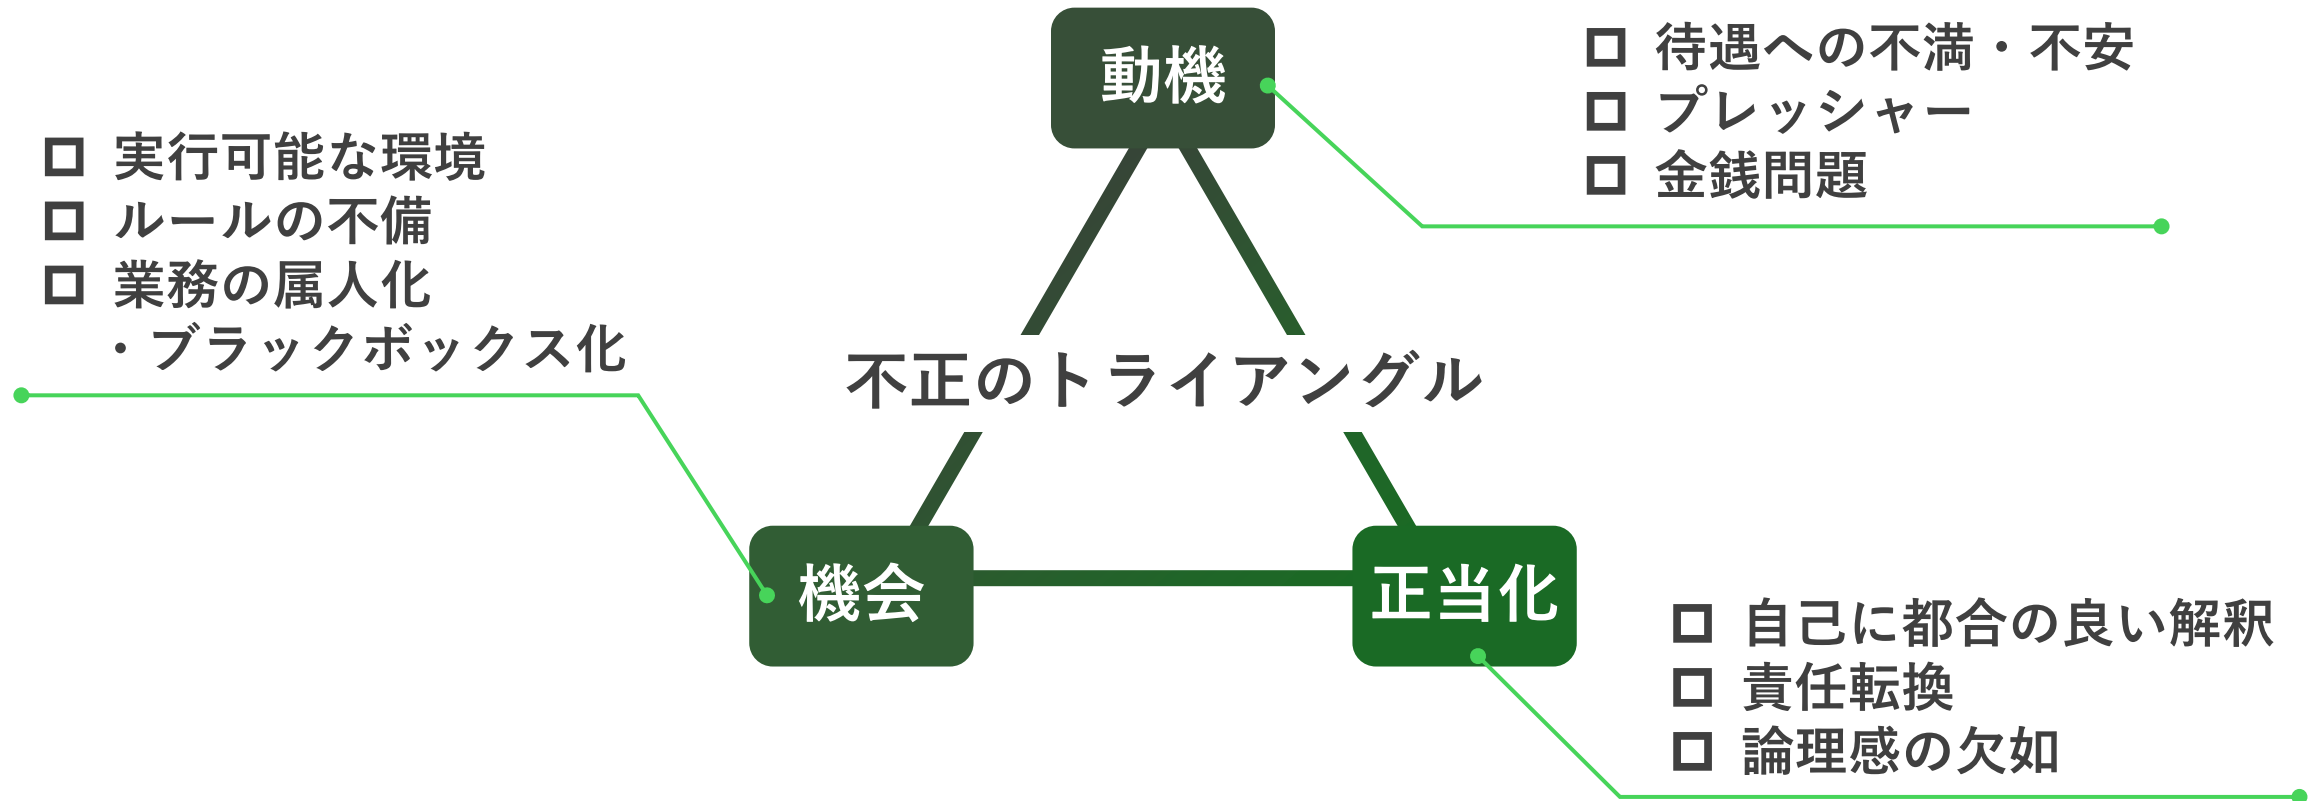 動機
待遇への不満・不安
プレッシャー
金銭問題
実行可能な環境
ルールの不備
業務の属人化
・ブラックボックス化
不正のトライアングル
機会
正当化
自己に都合の良い解釈
責任転換
論理感の欠如